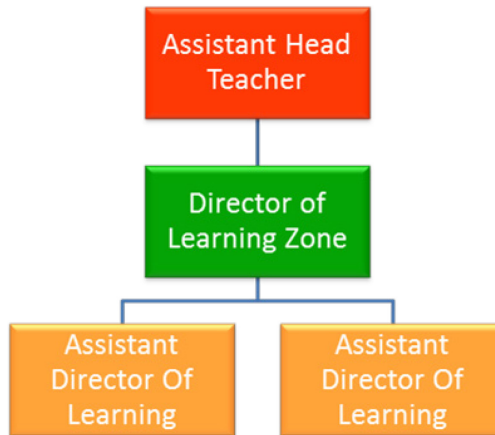 Assistant Head
Teacher
Director of
Learning Zone
Assistant
Director Of
Learning
Assistant
Director Of
Learning